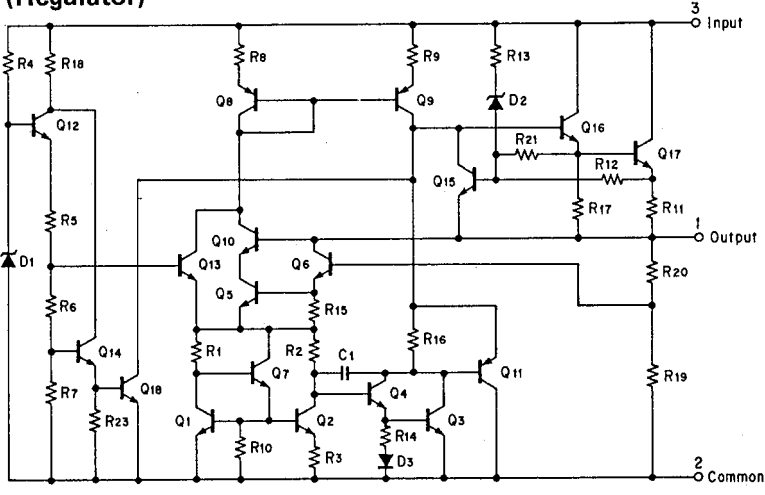 (Regulator)
3
Input
R4
R18
R8
R9
R13
Q8
Q9
D2
Q12
Q16
R21
Q17
Q15
R12
R5
R17
R11
1
Output
Q10
D1
Q13
Q6
R20
Q5
R6
R15
R1
R2
C1
R16
Q14
Q7
Q11
R7
Q18
Q4
R19
R23
Q1
Q2
Q3
R10
R14
R3
D3
2
Common